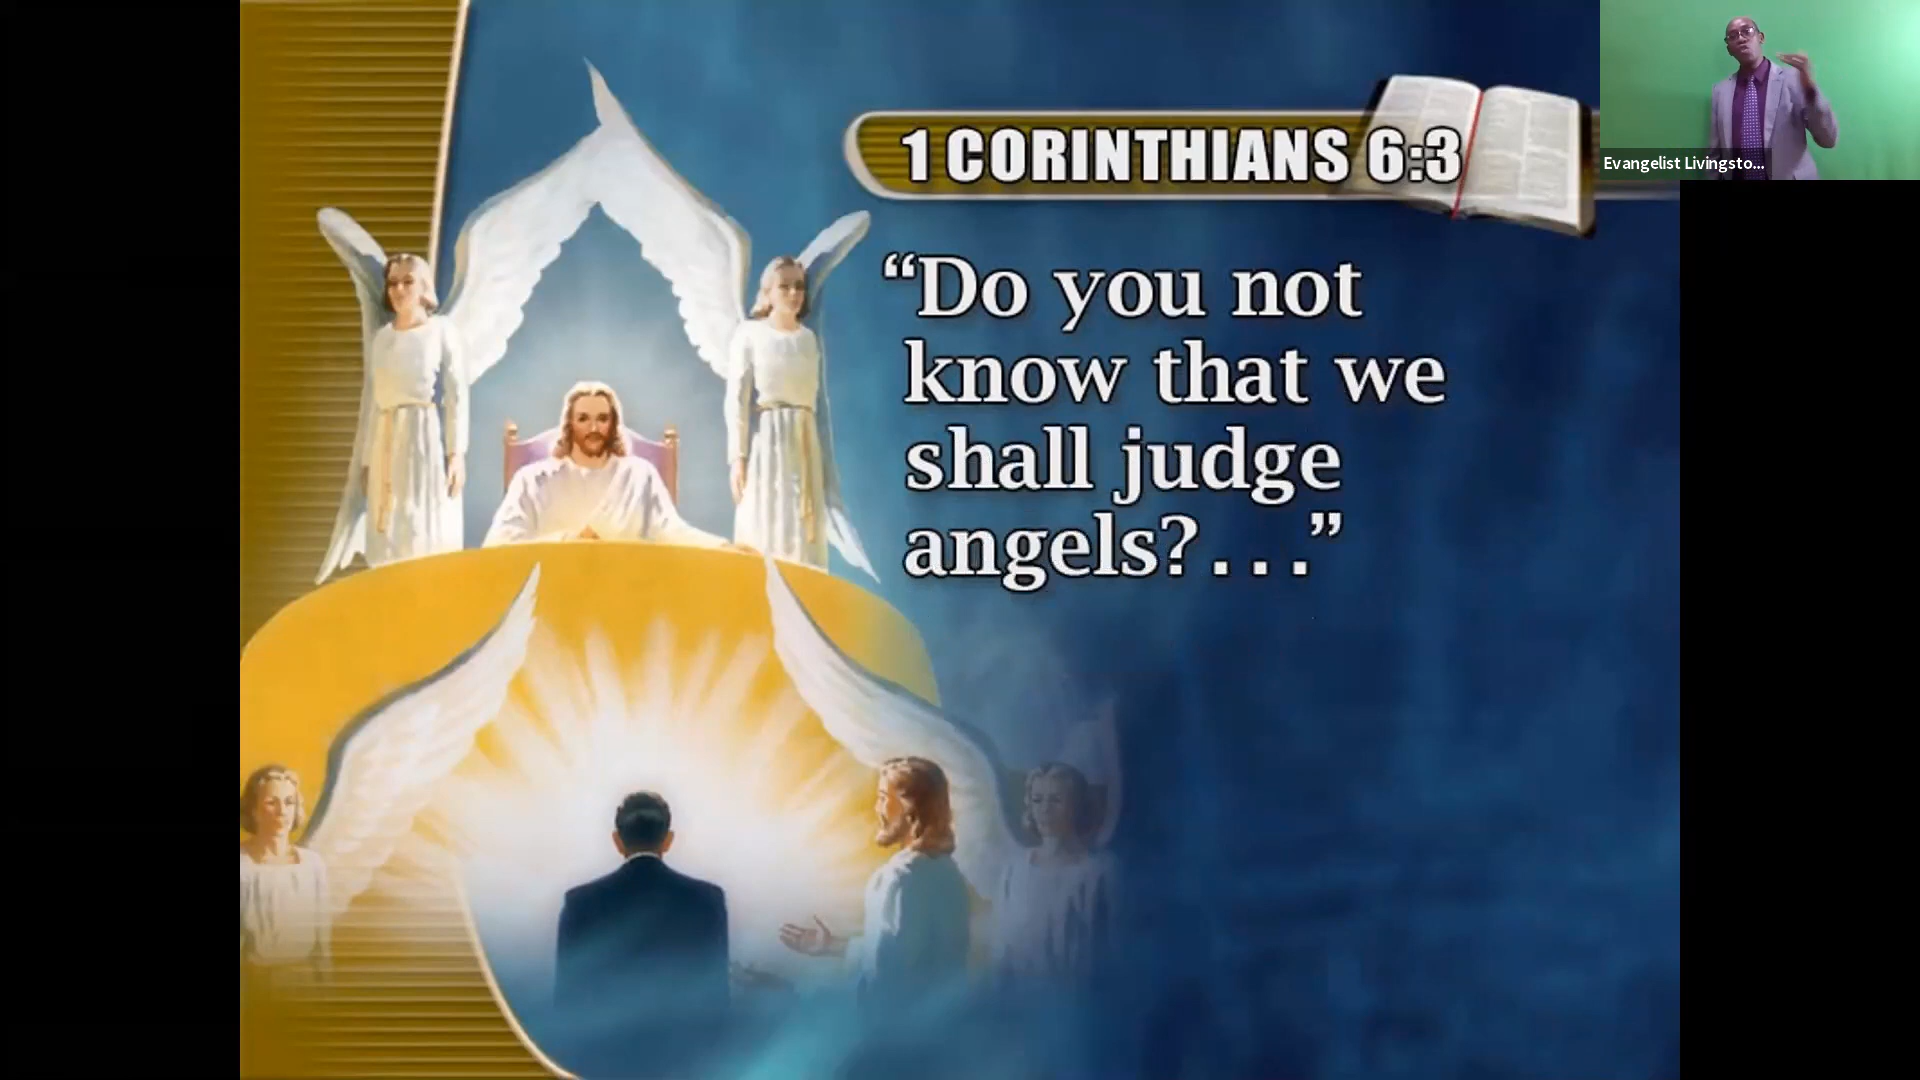 1 CORINTHIANS 6:3
Evangelist Livingsto...
“Do you not
know that we
shall judge
angels?...”